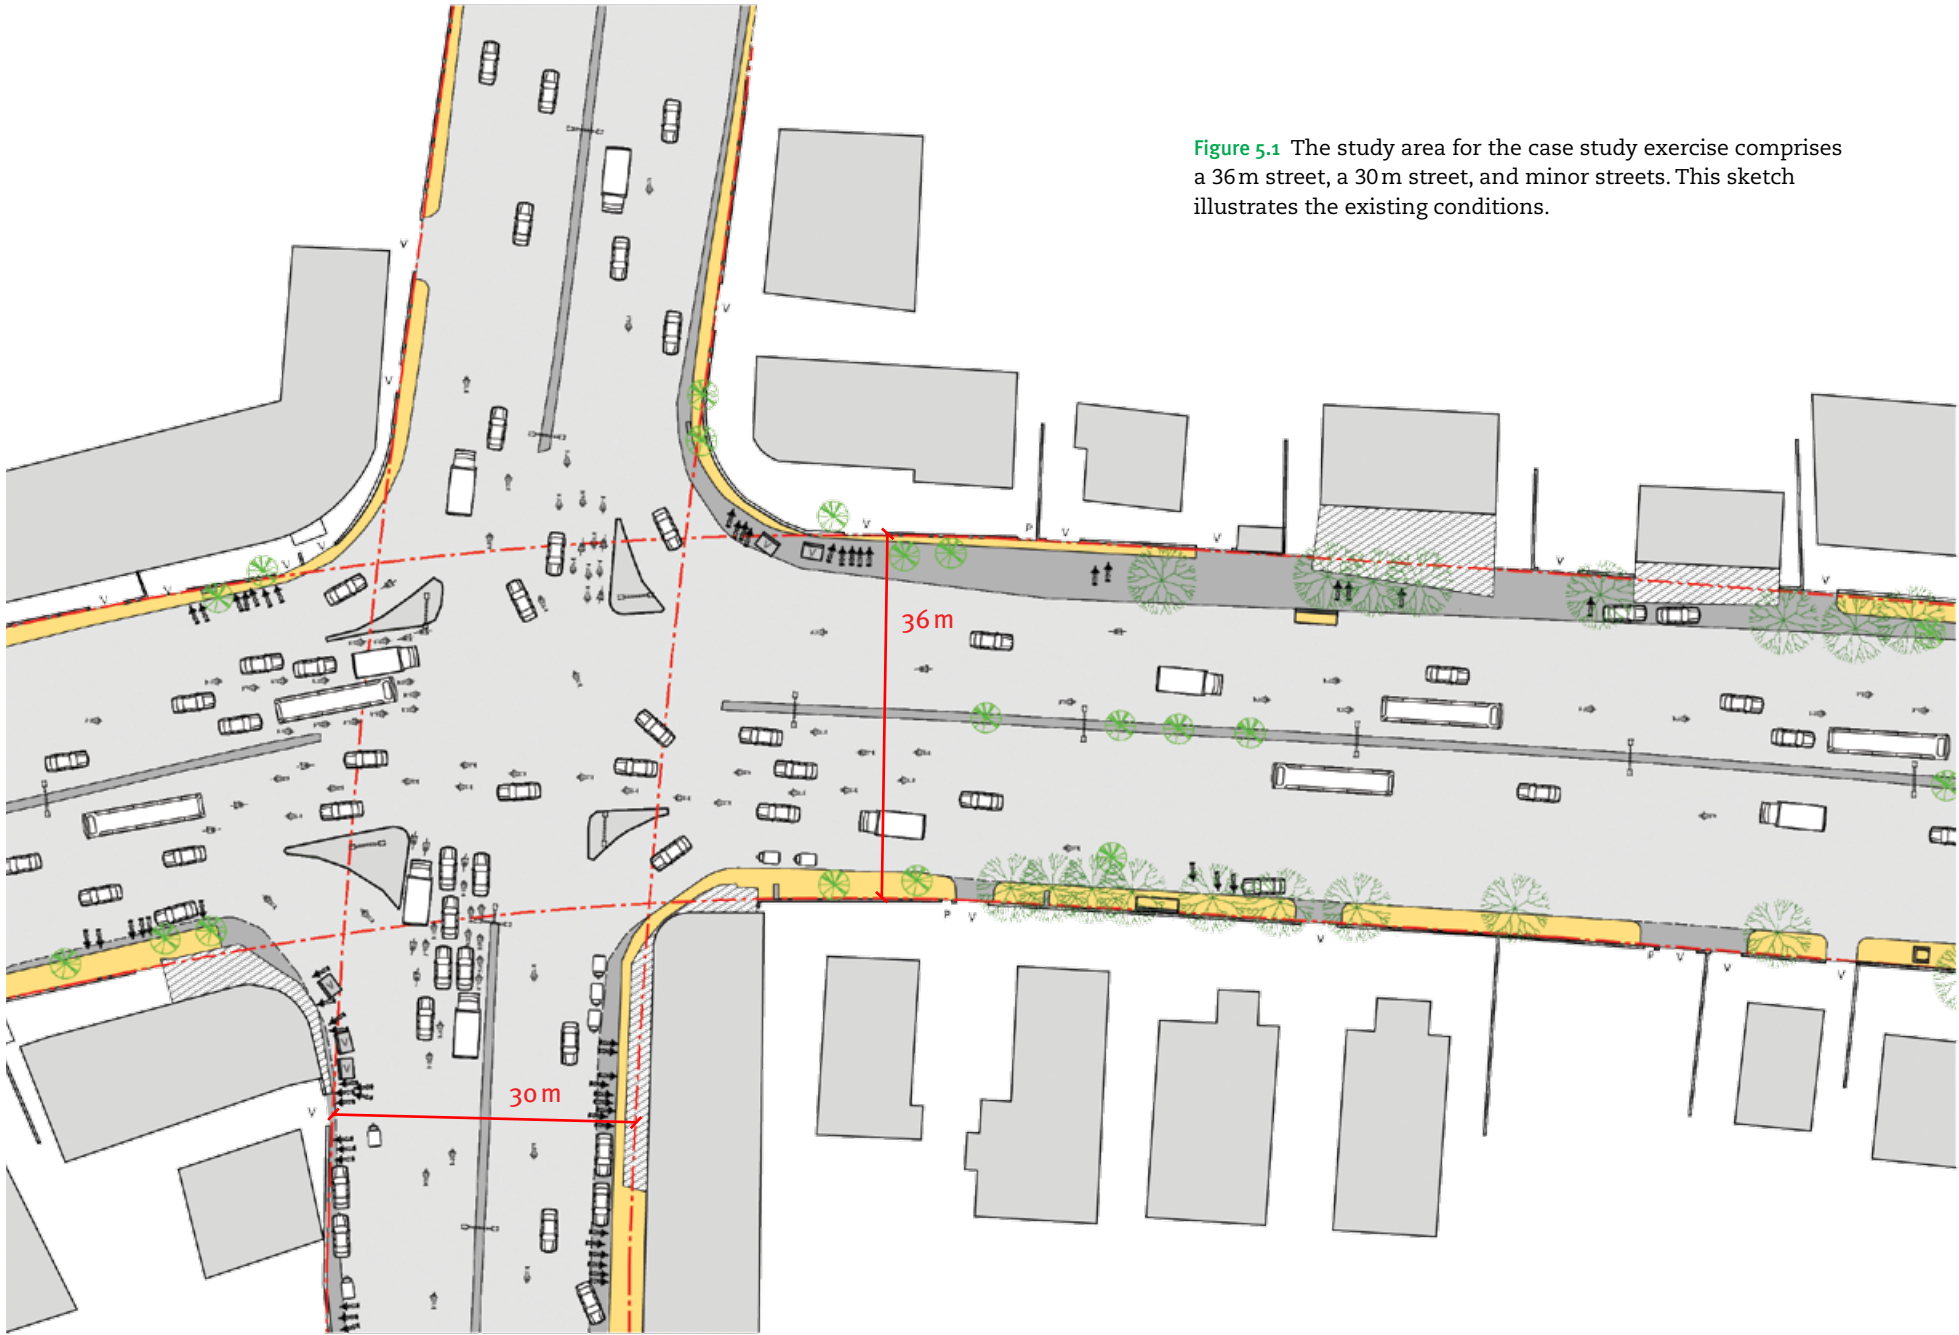 Figure 5.1 The study area for the case study exercise comprises
a 36 m street, a 30 m street, and minor streets. This sketch
illustrates the existing conditions.
V
V
V
V
V
P
V
V
V
V
V
V
V
V
V
V
36 m
P
V
V
P
V
V
V
V
V
V
V
30 m